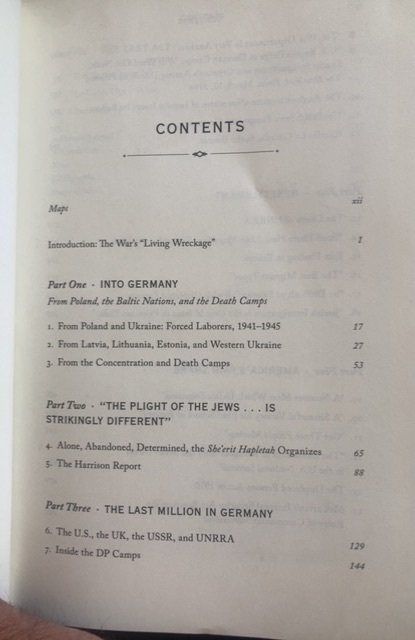 CONTENTS
Maps xii
Introduction: The War's "Living Wreckage" 1
Part One · INTO GERMANY
From Poland, the Baltic Nations, and the Death Camps
1. From Poland and Ukraine: Forced Laborers, 1941–1945 17
2. From Latvia, Lithuania, Estonia, and Western Ukraine 27
3. From the Concentration and Death Camps 53
Part Two · "THE PLIGHT OF THE JEWS . . . IS
STRIKINGLY DIFFERENT"
4. Alone, Abandoned, Determined, the She'erit Hapletah Organizes 65
5. The Harrison Report 88
Part Three · THE LAST MILLION IN GERMANY
6. The U.S., the UK, the USSR, and UNRRA 129
7. Inside the DP Camps 144